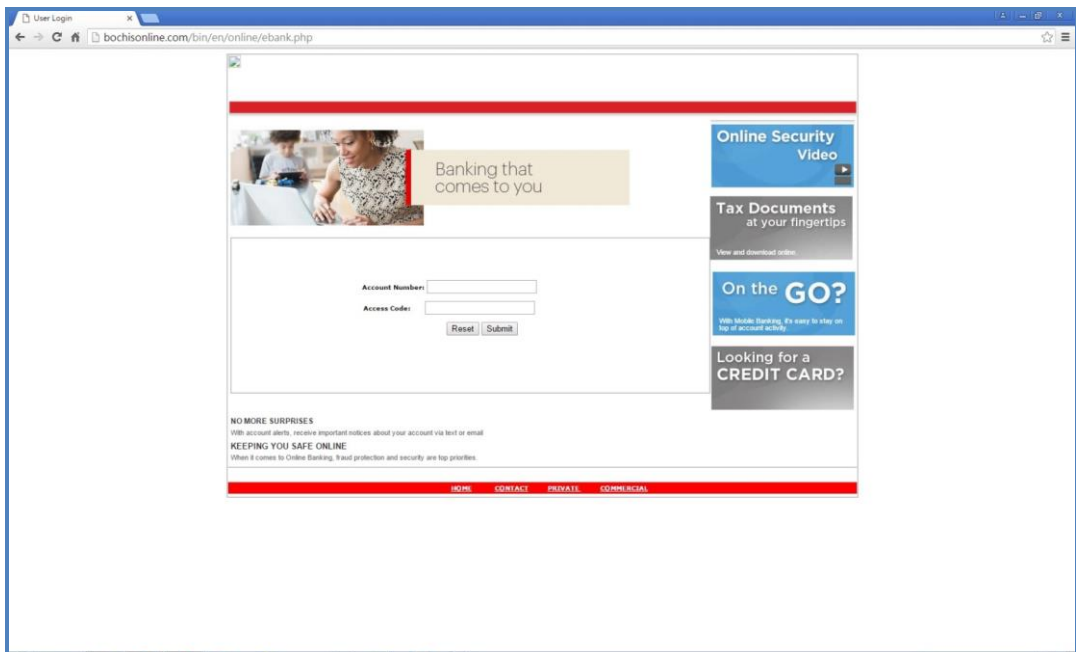 User Login
bochisonline.com/bin/en/online/ebank.php
Banking that
comes to you
Online Security
Video
Tax Documents
at your fingertips
View and download online.
Account Number:
Access Code:
Reset Submit
On the GO?
With Mobile Banking, it's easy to stay on
top of account activity.
Looking for a
CREDIT CARD?
NO MORE SURPRISES
With account alerts, receive important notices about your account via text or email
KEEPING YOU SAFE ONLINE
When it comes to Online Banking, fraud protection and security are top priorities.
HOME CONTACT PRIVATE COMMERCIAL